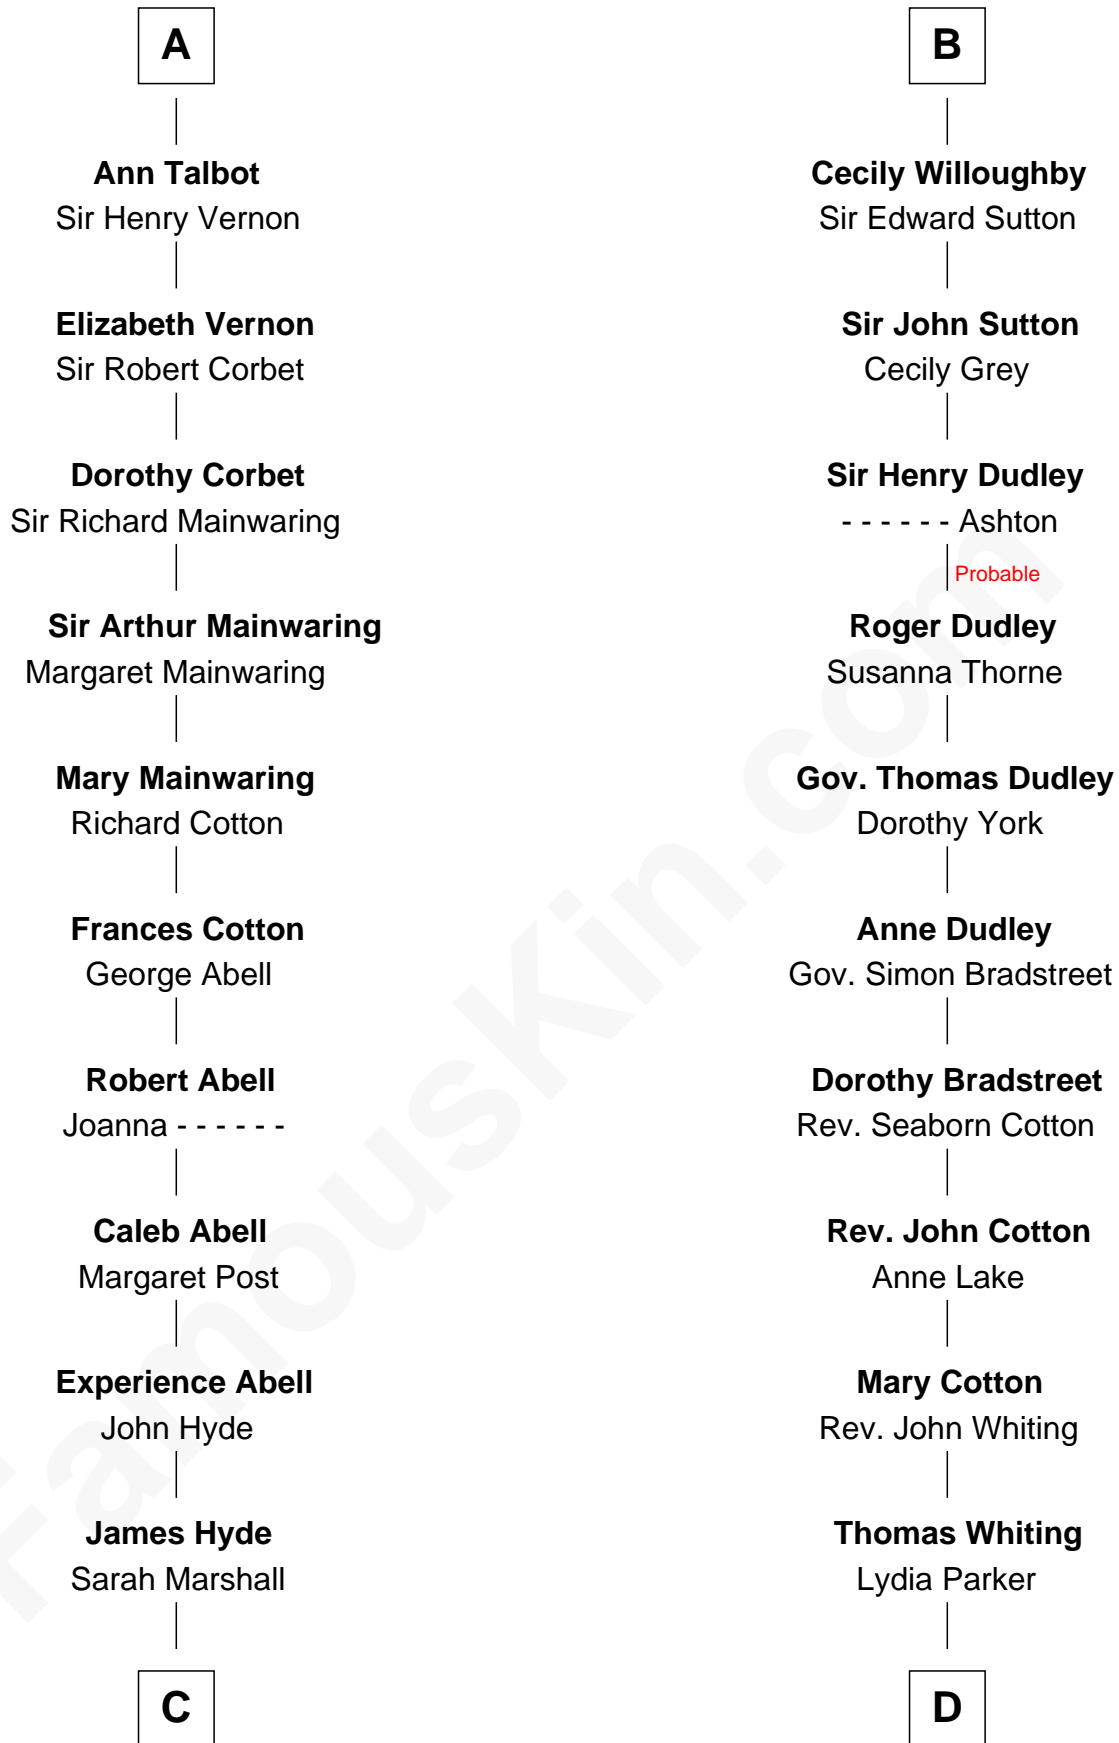 A
Ann Talbot
Sir Henry Vernon
Elizabeth Vernon
Sir Robert Corbet
Dorothy Corbet
Sir Richard Mainwaring
Sir Arthur Mainwaring
Margaret Mainwaring
Mary Mainwaring
Richard Cotton
Frances Cotton
George Abell
Robert Abell
Joanna - - - - - -
Caleb Abell
Margaret Post
Experience Abell
John Hyde
James Hyde
Sarah Marshall
C
B
Cecily Willoughby
Sir Edward Sutton
Sir John Sutton
Cecily Grey
Sir Henry Dudley
- - - - - - Ashton
Probable
Roger Dudley
Susanna Thorne
Gov. Thomas Dudley
Dorothy York
Anne Dudley
Gov. Simon Bradstreet
Dorothy Bradstreet
Rev. Seaborn Cotton
Rev. John Cotton
Anne Lake
Mary Cotton
Rev. John Whiting
Thomas Whiting
Lydia Parker
D
FamousKin.com